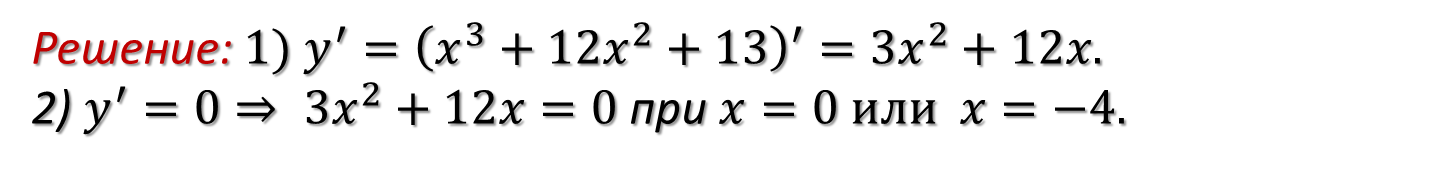 Решение: 1) y′ = (x³ + 12x² + 13)′ = 3x² + 12x.
2) y′ = 0 ⇒ 3x² + 12x = 0 при x = 0 или x = −4.